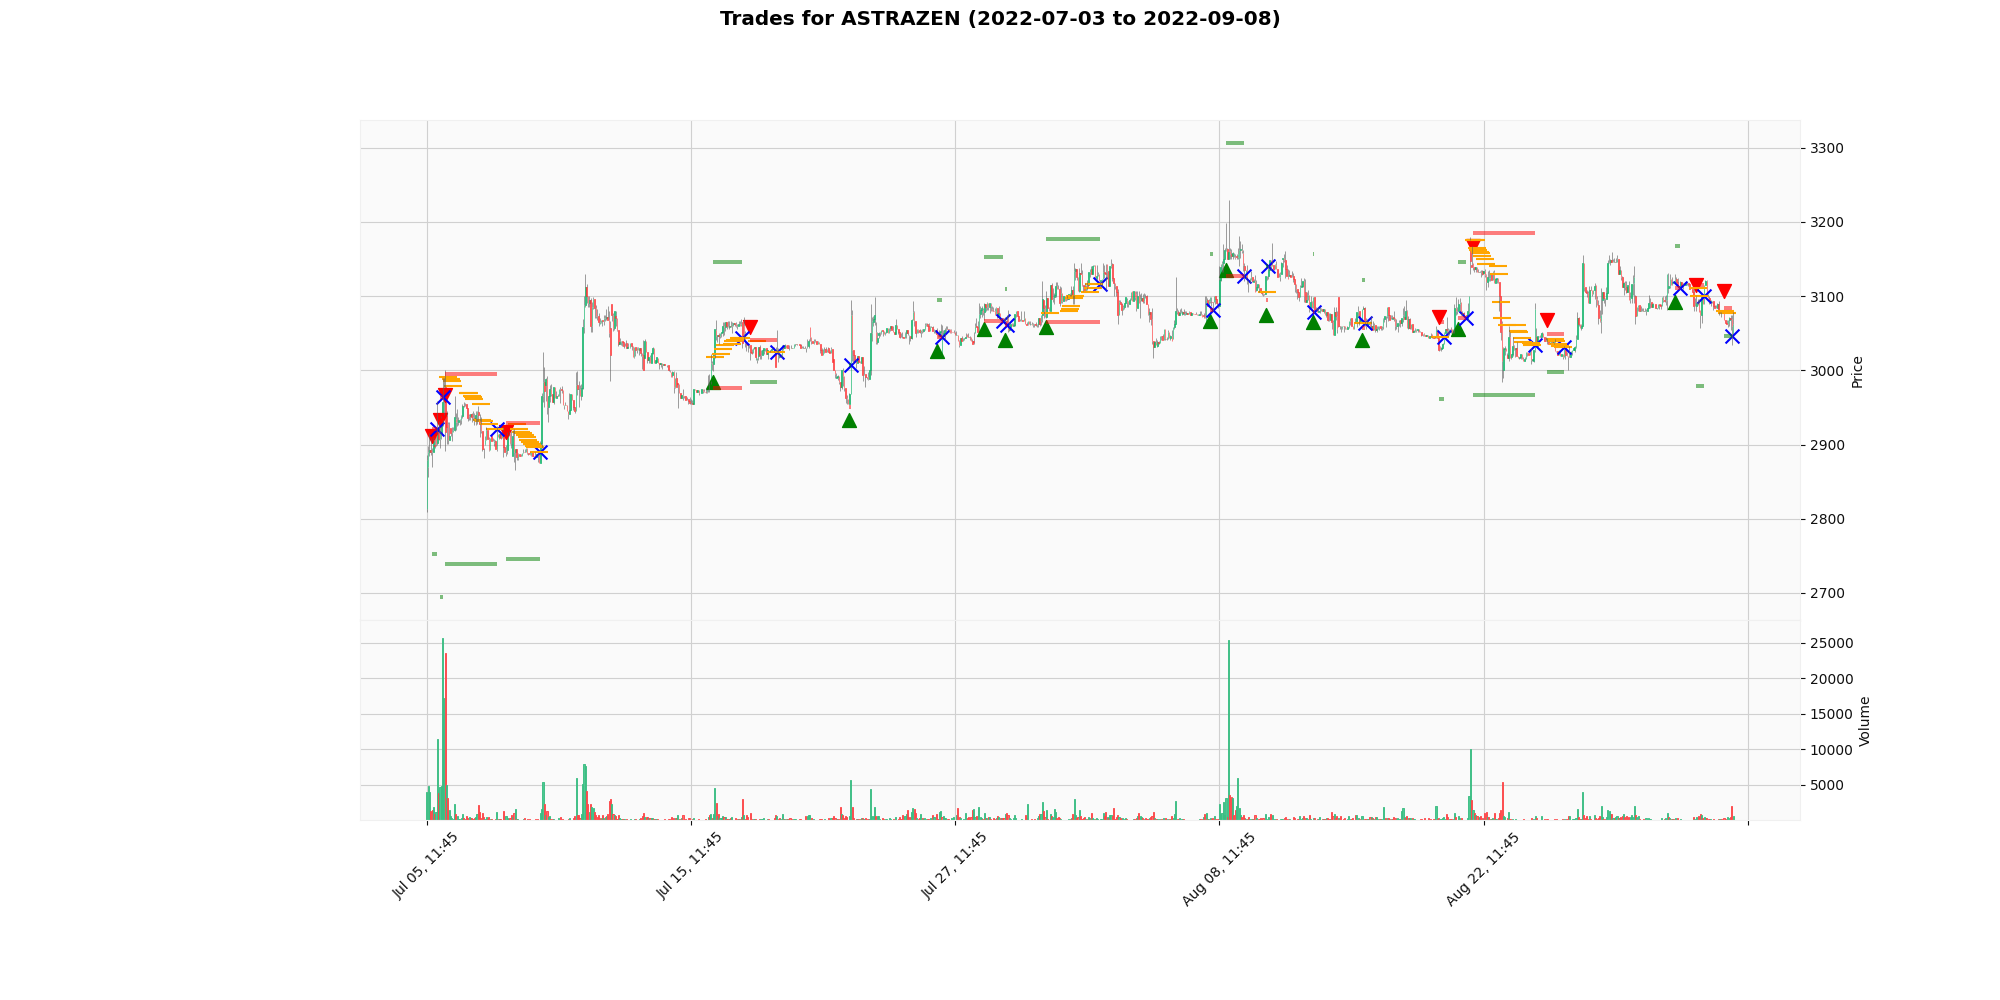 Trades for ASTRAZEN (2022-07-03 to 2022-09-08)
3300
3200
3100
3000
2900
2800
2700
Price
25000
20000
15000
10000
5000
Volume
Jul 05, 11:45
Jul 15, 11:45
Jul 27, 11:45
Aug 08, 11:45
Aug 22, 11:45